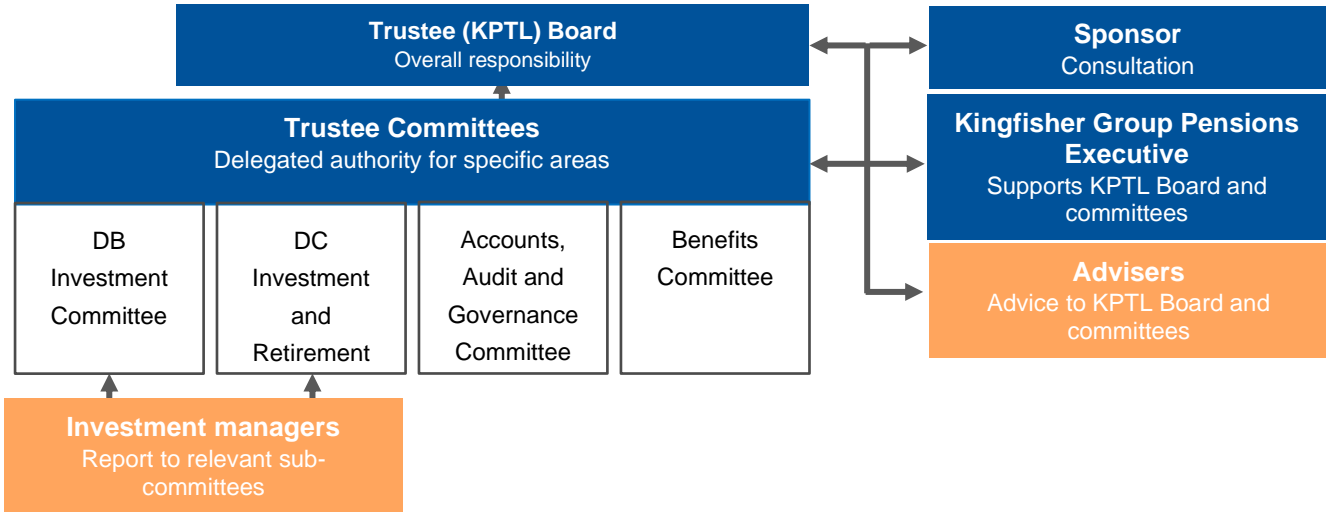 Trustee (KPTL) Board
Overall responsibility
Sponsor
Consultation
Trustee Committees
Delegated authority for specific areas
Kingfisher Group Pensions
Executive
Supports KPTL Board and
committees
DB
Investment
Committee
DC
Investment
and
Retirement
Accounts,
Audit and
Governance
Committee
Benefits
Committee
Advisers
Advice to KPTL Board and
committees
Investment managers
Report to relevant sub-
committees